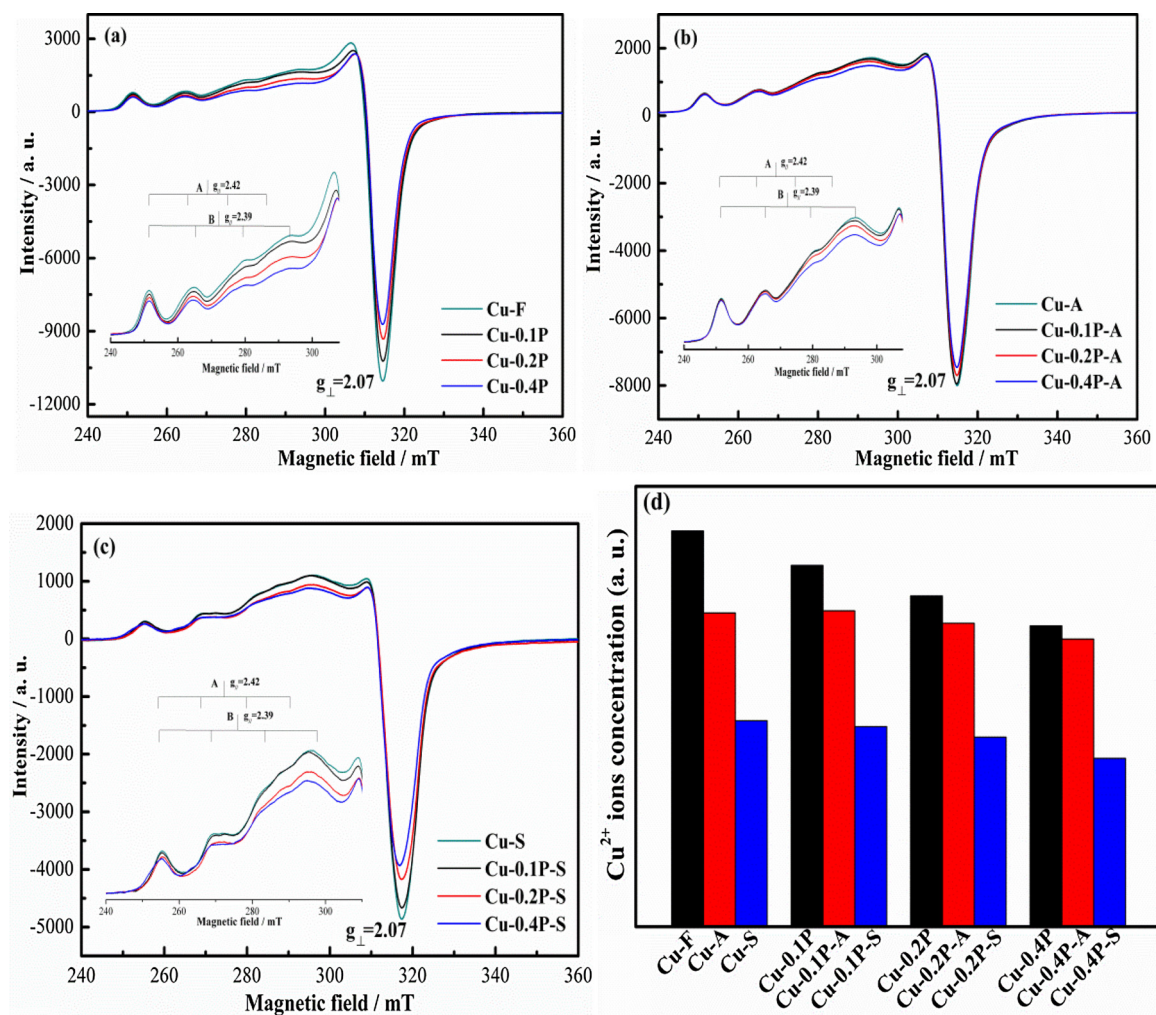 (a)
3000
0
-3000
-6000
-9000
-12000
Intensity / a. u.
A g//=2.42
B g//=2.39
240 260 280 300
Magnetic field / mT
Cu-F
Cu-0.1P
Cu-0.2P
Cu-0.4P
g⊥=2.07
240 260 280 300 320 340 360
Magnetic field / mT
(b)
2000
0
-2000
-4000
-6000
-8000
Intensity / a. u.
A g//=2.42
B g//=2.39
240 260 280 300
Magnetic field / mT
Cu-A
Cu-0.1P-A
Cu-0.2P-A
Cu-0.4P-A
g⊥=2.07
240 260 280 300 320 340 360
Magnetic field / mT
(c)
2000
1000
0
-1000
-2000
-3000
-4000
-5000
Intensity / a. u.
A g//=2.42
B g//=2.39
240 260 280 300
Magnetic field / mT
Cu-S
Cu-0.1P-S
Cu-0.2P-S
Cu-0.4P-S
g⊥=2.07
240 260 280 300 320 340 360
Magnetic field / mT
(d)
Cu2+ ions concentration (a. u.)
Cu-F
Cu-A
Cu-S
Cu-0.1P
Cu-0.1P-A
Cu-0.1P-S
Cu-0.2P
Cu-0.2P-A
Cu-0.2P-S
Cu-0.4P
Cu-0.4P-A
Cu-0.4P-S